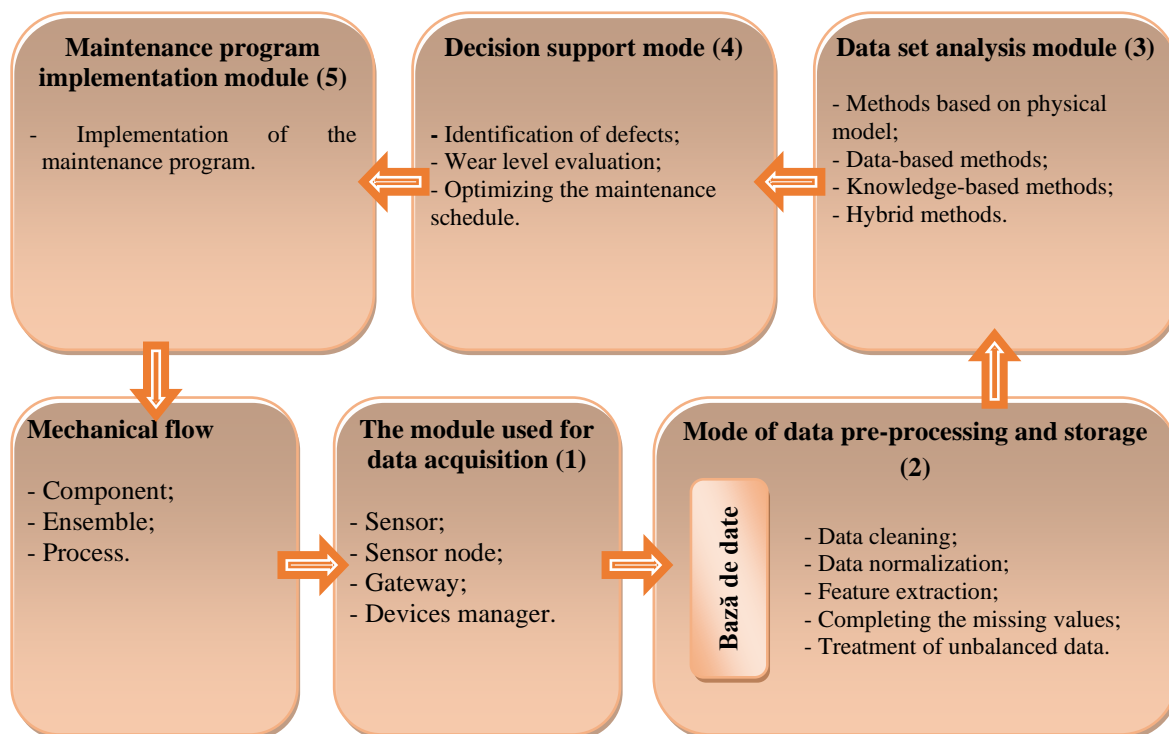 Maintenance program
implementation module (5)
- Implementation of the
maintenance program.
Decision support mode (4)
- Identification of defects;
- Wear level evaluation;
- Optimizing the maintenance
schedule.
Data set analysis module (3)
- Methods based on physical
model;
- Data-based methods;
- Knowledge-based methods;
- Hybrid methods.
Mechanical flow
- Component;
- Ensemble;
- Process.
The module used for
data acquisition (1)
- Sensor;
- Sensor node;
- Gateway;
- Devices manager.
Mode of data pre-processing and storage
(2)
Bază de date
- Data cleaning;
- Data normalization;
- Feature extraction;
- Completing the missing values;
- Treatment of unbalanced data.